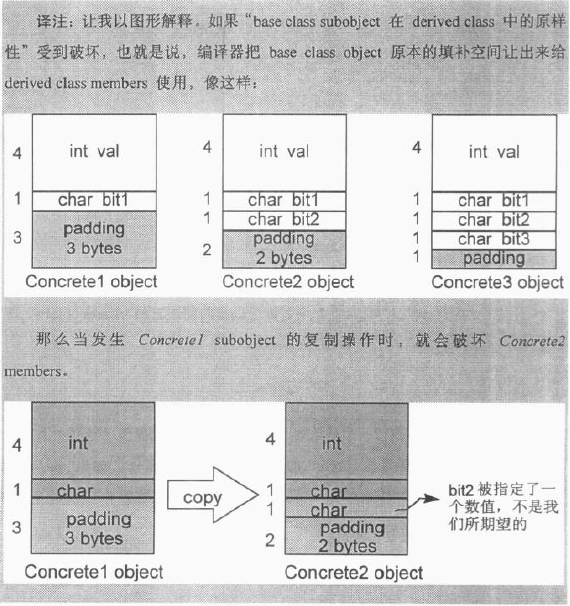 译注：让我以图形解释。如果“base class subobject 在 derived class 中的原样
性”受到破坏，也就是说，编译器把 base class object 原本的填补空间让出来给
derived class members 使用，像这样：
4 int val
1 char bit1
3 padding
3 bytes
Concrete1 object
4 int val
1 char bit1
1 char bit2
2 padding
2 bytes
Concrete2 object
4 int val
1 char bit1
1 char bit2
1 char bit3
1 padding
Concrete3 object
那么当发生 Concrete1 subobject 的复制操作时，就会破坏 Concrete2
members。
4 int
1 char
3 padding
3 bytes
Concrete1 object
copy
4 int
1 char
1 char
2 padding
2 bytes
Concrete2 object
bit2 被指定了一
个数值，不是我
们所期望的